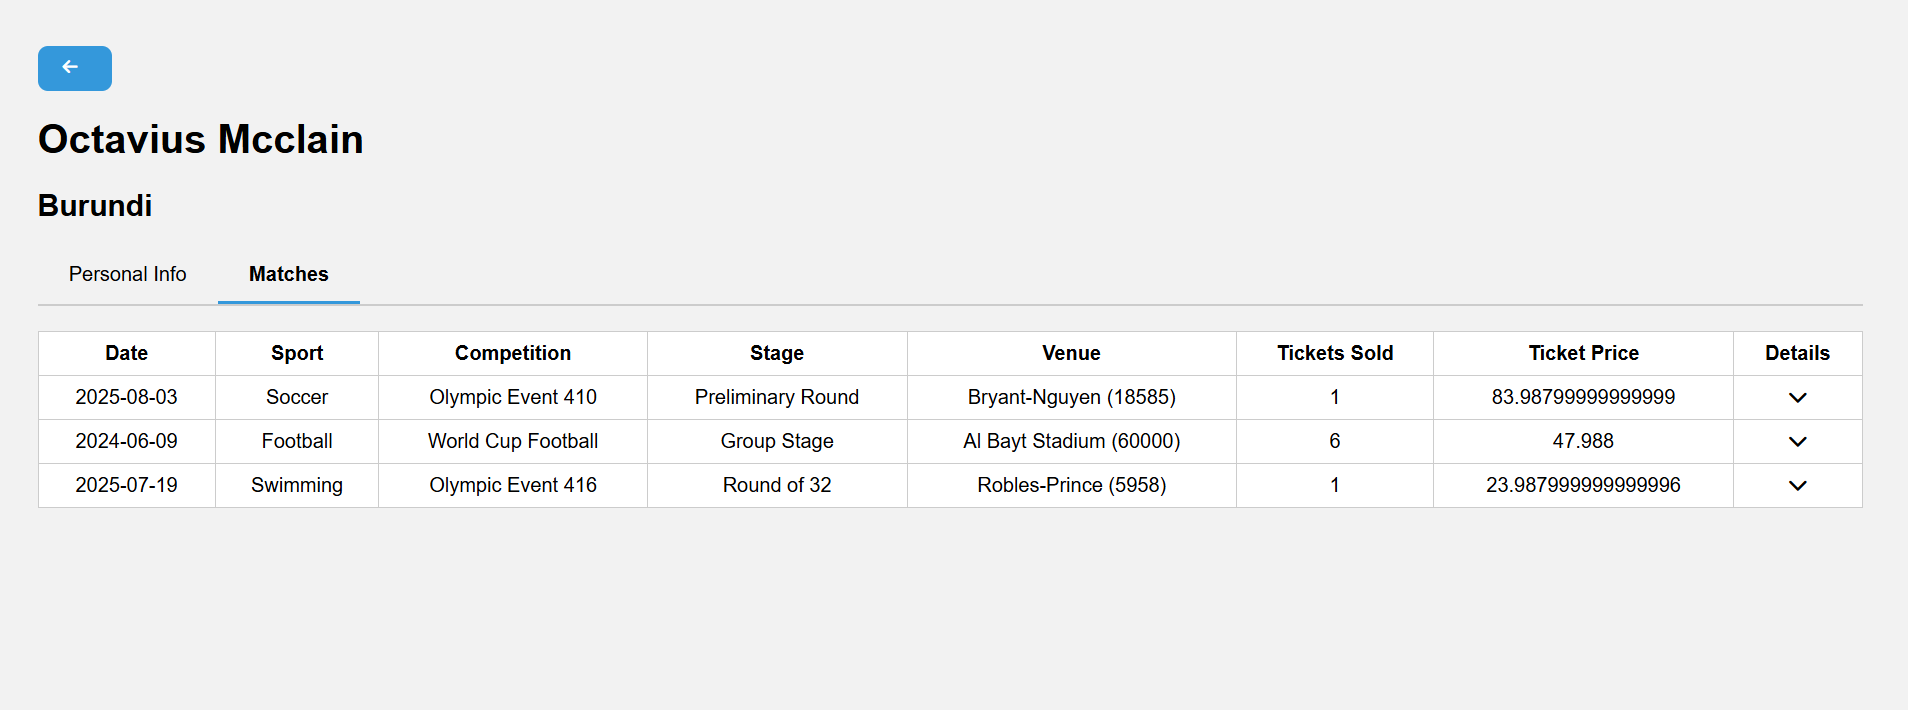 Octavius Mcclain
Burundi
Personal Info Matches
Date Sport Competition Stage Venue Tickets Sold Ticket Price Details
2025-08-03 Soccer Olympic Event 410 Preliminary Round Bryant-Nguyen (18585) 1 83.98799999999999
2024-06-09 Football World Cup Football Group Stage Al Bayt Stadium (60000) 6 47.988
2025-07-19 Swimming Olympic Event 416 Round of 32 Robles-Prince (5958) 1 23.987999999999996